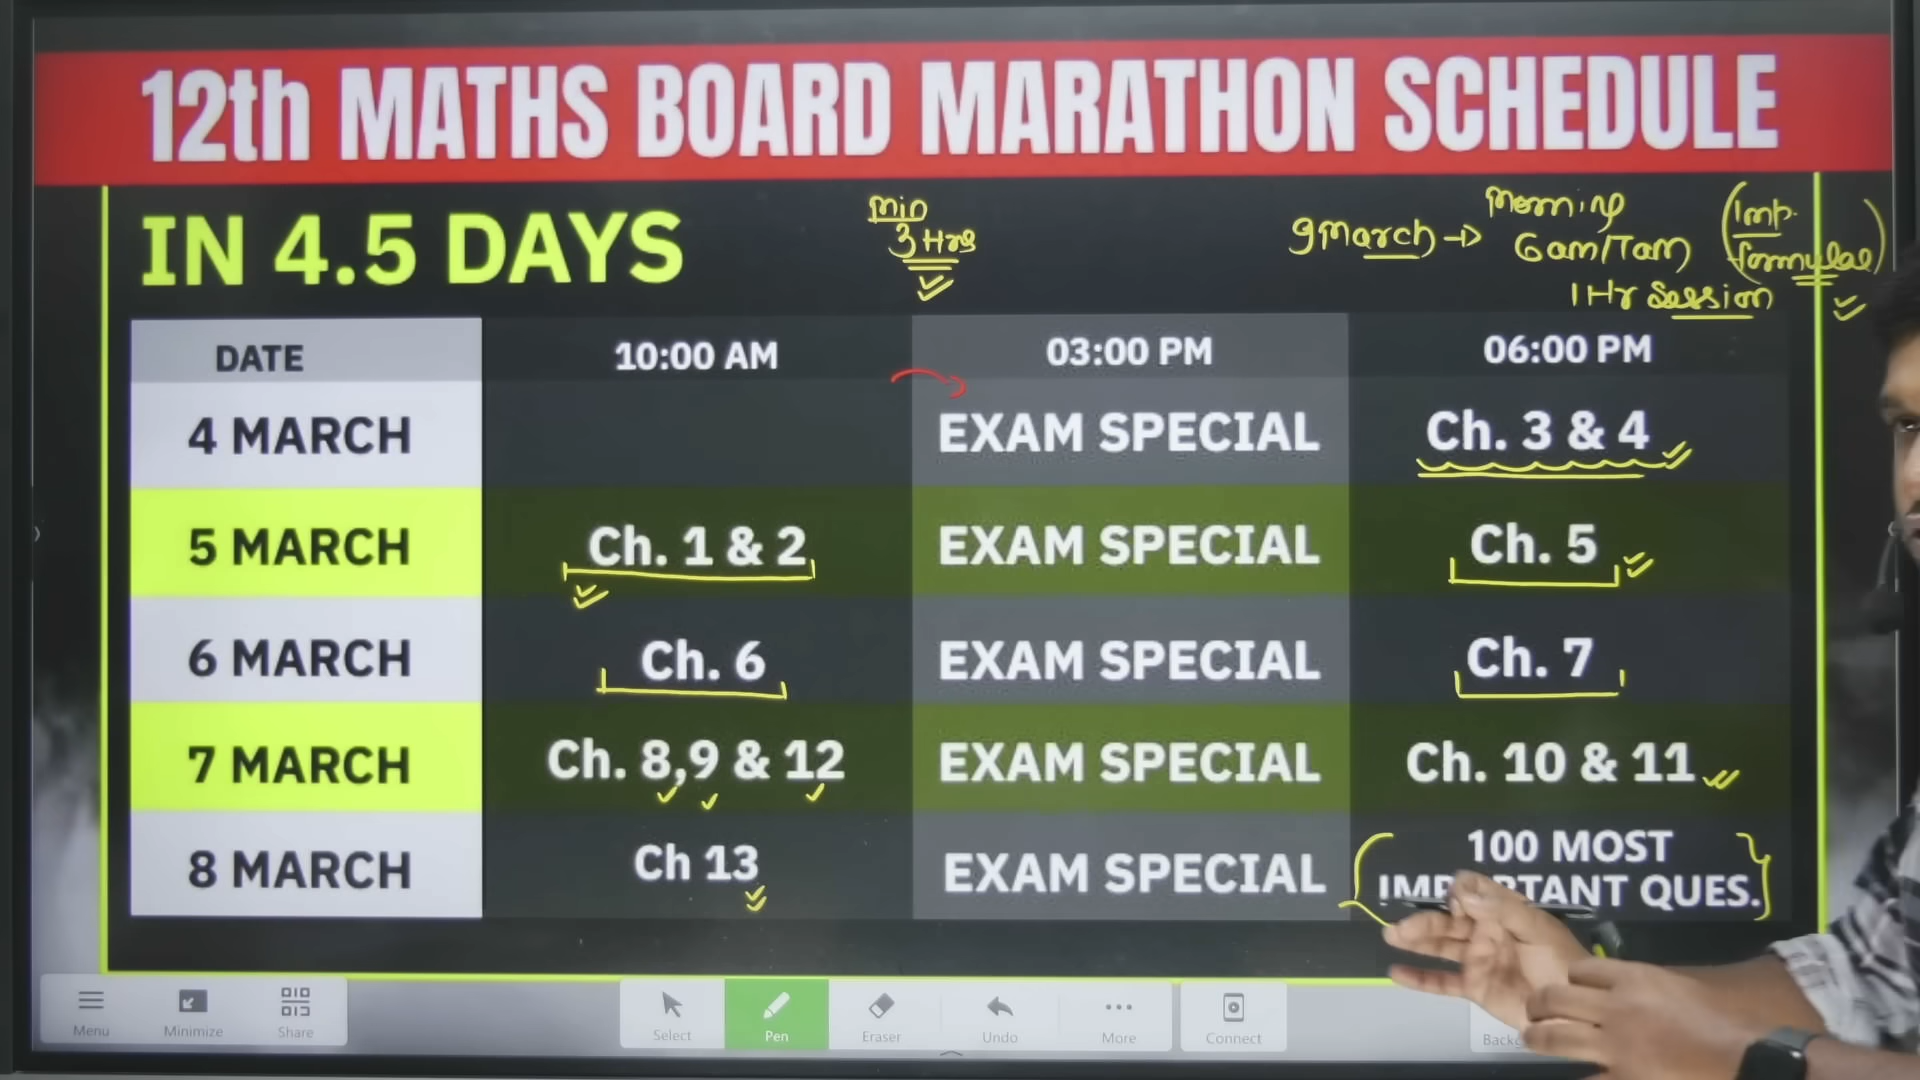 12th MATHS BOARD MARATHON SCHEDULE
IN 4.5 DAYS
Min
3 Hrs
9 March → Morning
6am/7am
1 Hr Session
(Imp.
formulae)
DATE 10:00 AM 03:00 PM 06:00 PM
4 MARCH EXAM SPECIAL Ch. 3 & 4
5 MARCH Ch. 1 & 2 EXAM SPECIAL Ch. 5
6 MARCH Ch. 6 EXAM SPECIAL Ch. 7
7 MARCH Ch. 8,9 & 12 EXAM SPECIAL Ch. 10 & 11
8 MARCH Ch 13 EXAM SPECIAL 100 MOST
IMPORTANT QUES.
Menu Minimize Share Select Pen Eraser Undo More Connect